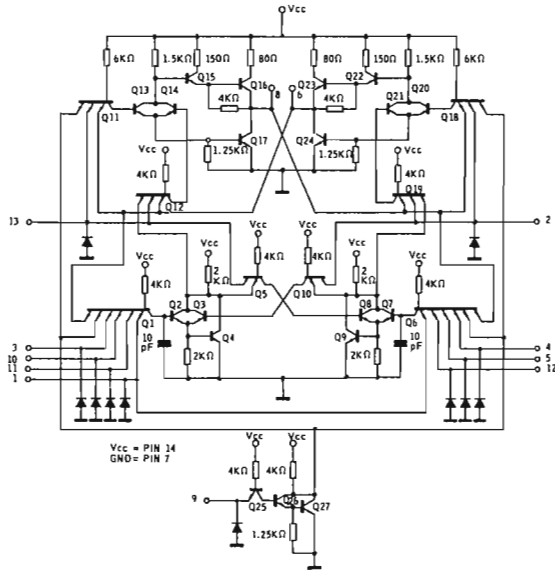 Vcc
6KΩ
1.5KΩ
150Ω
80Ω
80Ω
150Ω
1.5KΩ
6KΩ
Q13
Q14
Q15
Q16
8
6
Q23
Q22
Q21
Q20
4KΩ
4KΩ
Q11
Q17
Q24
Q18
1.25KΩ
1.25KΩ
Vcc
Vcc
4KΩ
4KΩ
Q12
Q19
13
2
Vcc
Vcc
Vcc
Vcc
Vcc
Vcc
4KΩ
2 KΩ
4KΩ
4KΩ
2 KΩ
4KΩ
Q1
Q2
Q3
Q5
Q10
Q8
Q7
Q6
10 pF
Q4
Q9
10 pF
2KΩ
2KΩ
3
10
11
1
4
5
12
Vcc = PIN 14
GND= PIN 7
Vcc
Vcc
4KΩ
4KΩ
9
Q25
Q26
Q27
1.25KΩ